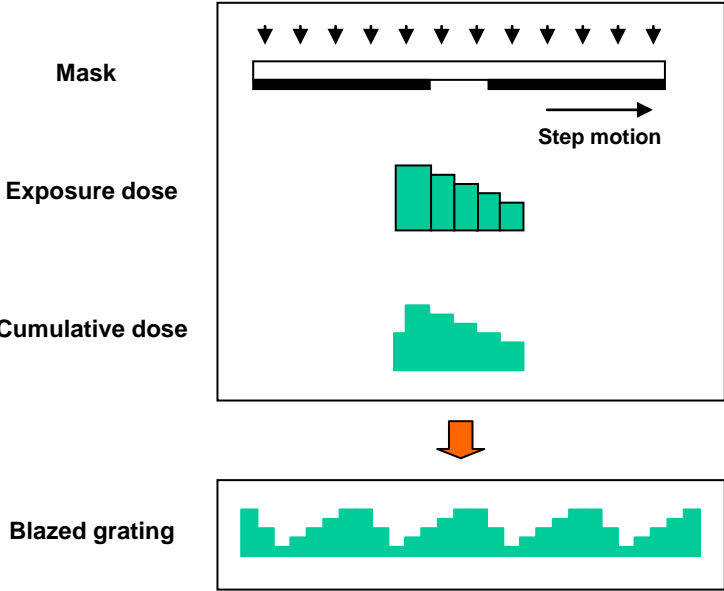 Mask
Step motion
Exposure dose
Cumulative dose
Blazed grating